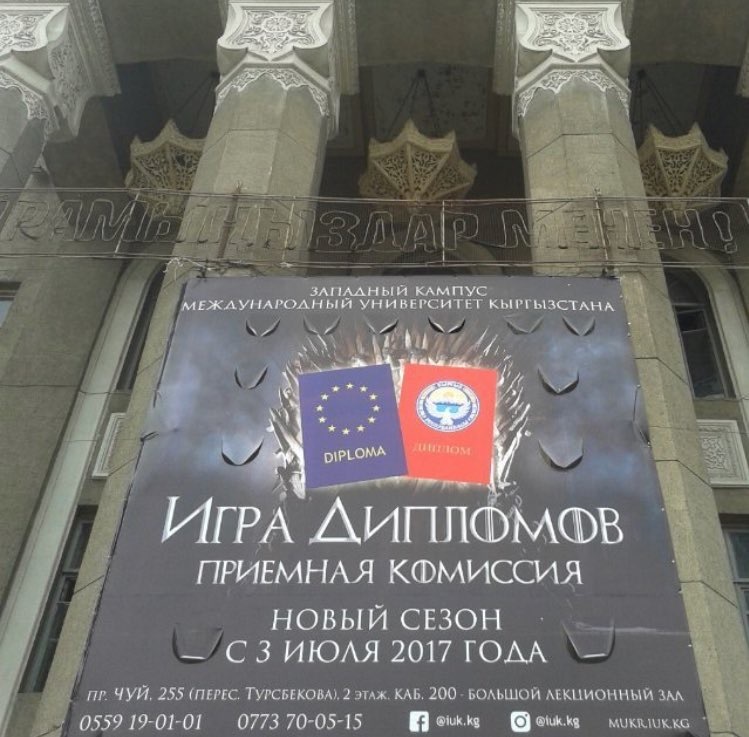 РАМЫҢЫЗДАР МЕНЕН!
ЗАПАДНЫЙ КАМПУС
МЕЖДУНАРОДНЫЙ УНИВЕРСИТЕТ КЫРГЫЗСТАНА
DIPLOMA
ДИПЛОМ
ИГРА ДИПЛОМОВ
ПРИЕМНАЯ КОМИССИЯ
НОВЫЙ СЕЗОН
С 3 ИЮЛЯ 2017 ГОДА
ПР. ЧУЙ, 255 (ПЕРЕС. ТУРСБЕКОВА), 2 ЭТАЖ, КАБ. 200 - БОЛЬШОЙ ЛЕКЦИОННЫЙ ЗАЛ
0559 19-01-01 0773 70-05-15 @iuk.kg @iuk.kg MUKR.IUK.KG